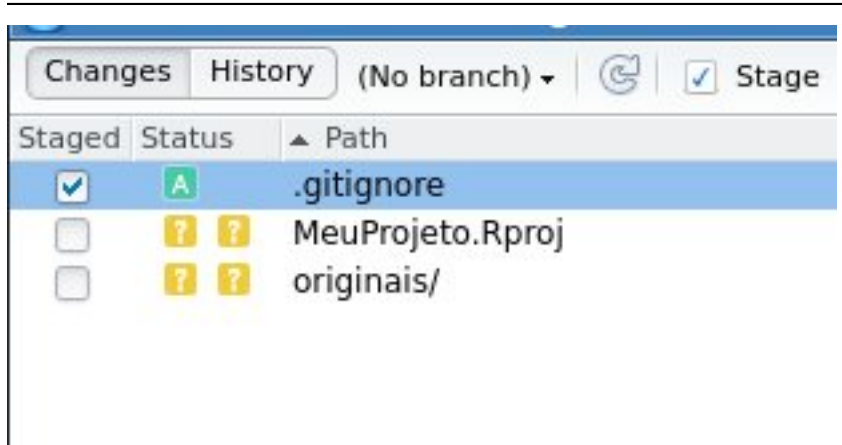 Changes History (No branch) Stage
Staged Status Path
A .gitignore
? ? MeuProjeto.Rproj
? ? originais/